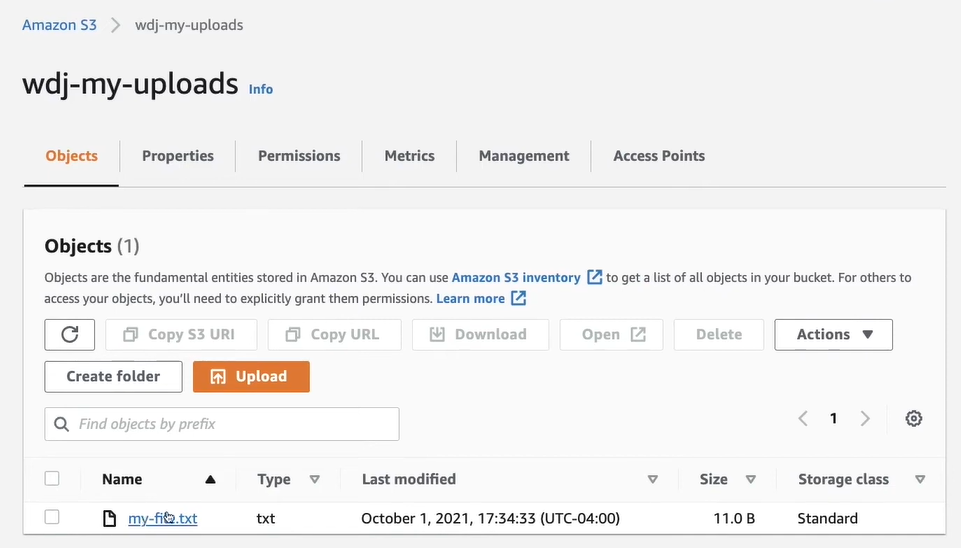 Amazon S3 > wdj-my-uploads
wdj-my-uploads Info
Objects Properties Permissions Metrics Management Access Points
Objects (1)
Objects are the fundamental entities stored in Amazon S3. You can use Amazon S3 inventory to get a list of all objects in your bucket. For others to
access your objects, you'll need to explicitly grant them permissions. Learn more
Copy S3 URI Copy URL Download Open Delete Actions
Create folder Upload
Find objects by prefix
1
Name Type Last modified Size Storage class
my-file.txt txt October 1, 2021, 17:34:33 (UTC-04:00) 11.0 B Standard